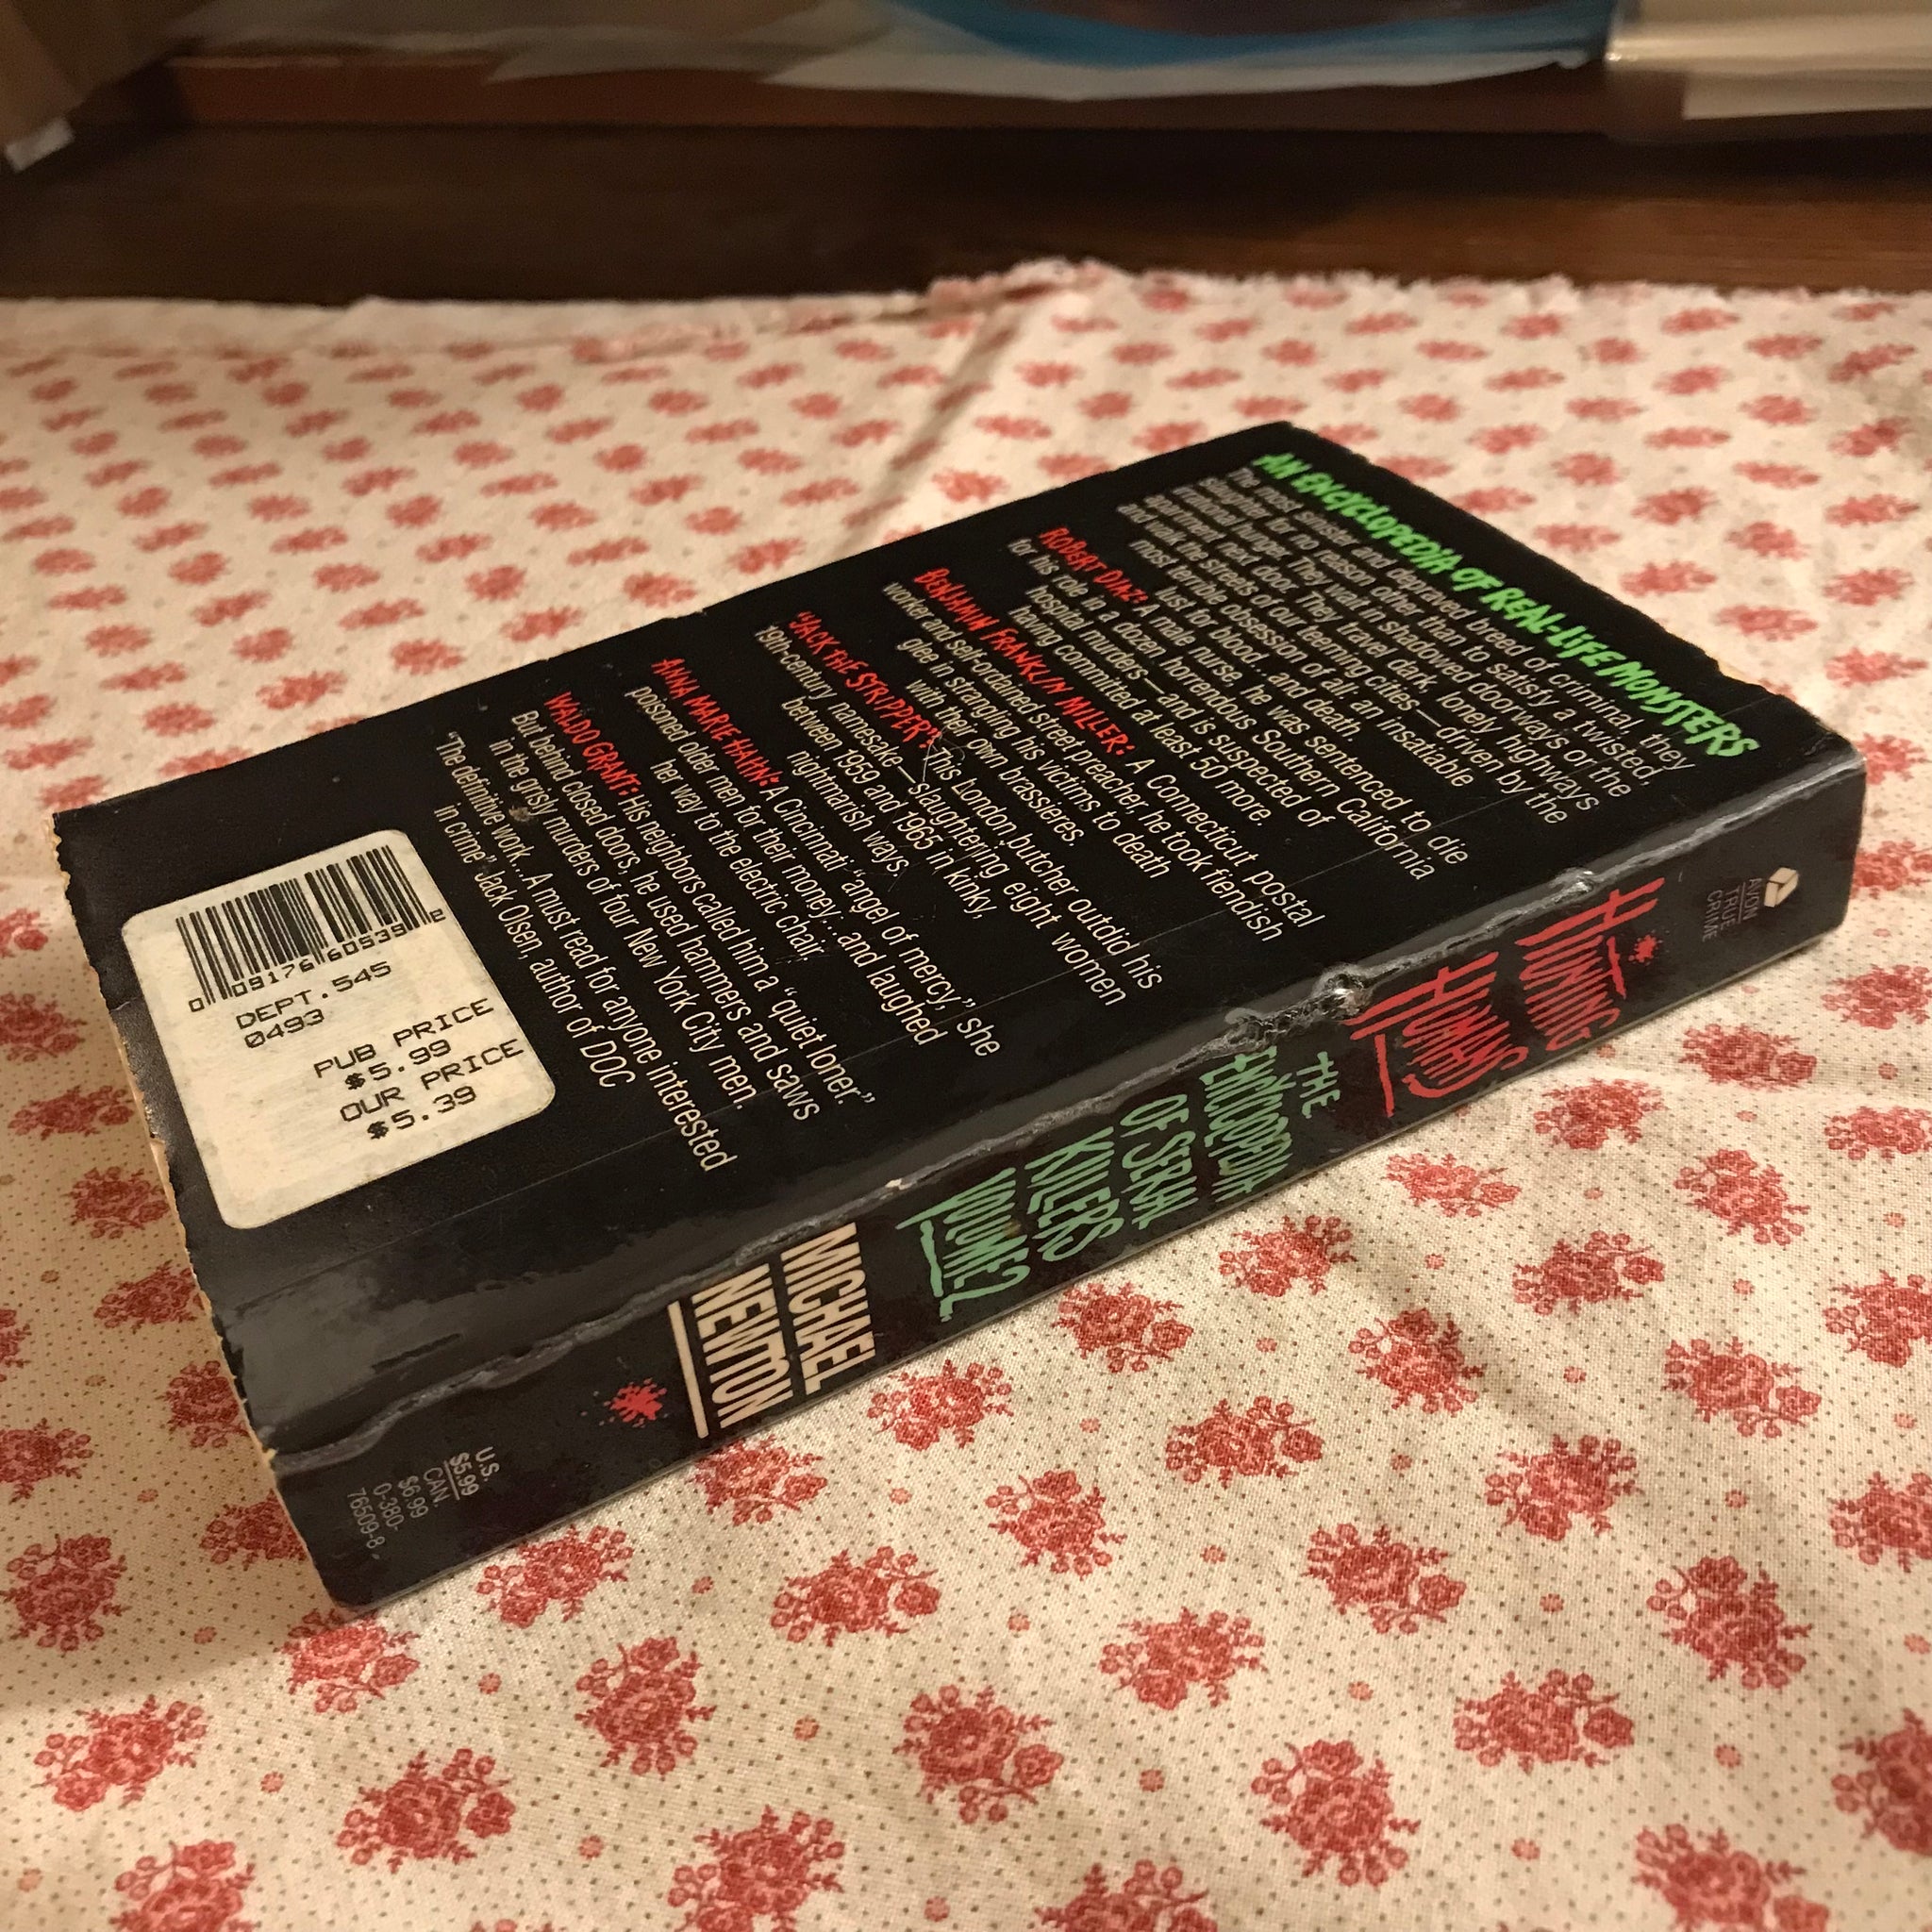 AN ENCYCLOPEDIA OF REAL-LIFE MONSTERS
The most sinister and depraved breed of criminal, they
slaughter for no reason other than to satisfy a twisted,
internal hunger. They wait in shadowed doorways or the
apartment next door. They travel dark, lonely highways
and stalk the streets of our teeming cities—driven by the
most terrible obsession of all: an insatiable
lust for blood...and death.
ROBERT DIAZ: A male nurse, he was sentenced to die
for his role in a dozen horrendous Southern California
hospital murders—and is suspected of
having committed at least 50 more.
BENJAMIN FRANKLIN MILLER: A Connecticut postal
worker and self-ordained street preacher, he took fiendish
glee in strangling his victims to death
with their own brassieres.
"JACK THE STRIPPER": This London butcher outdid his
19th-century namesake—slaughtering eight women
between 1959 and 1965 in kinky,
nightmarish ways.
ANNA MARIE HAHN: A Cincinnati "angel of mercy," she
poisoned older men for their money...and laughed
her way to the electric chair.
WALDO GRANT: His neighbors called him a "quiet loner."
But behind closed doors, he used hammers and saws
in the grisly murders of four New York City men.
"The definitive work...A must read for anyone interested
in crime" Jack Olsen, author of DOC
0 09176 60539 2
DEPT.545
0493
PUB PRICE
$5.99
OUR PRICE
$5.39
AVON
TRUE
CRIME
HUNTING
HUMANS
THE
ENCYCLOPEDIA
OF SERIAL
KILLERS
VOLUME 2
MICHAEL
NEWTON
U.S.
$5.99
CAN.
$6.99
0-380-
76509-8